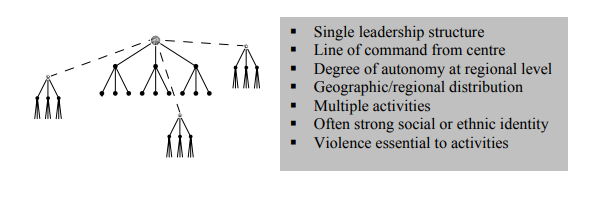 ▪ Single leadership structure
▪ Line of command from centre
▪ Degree of autonomy at regional level
▪ Geographic/regional distribution
▪ Multiple activities
▪ Often strong social or ethnic identity
▪ Violence essential to activities